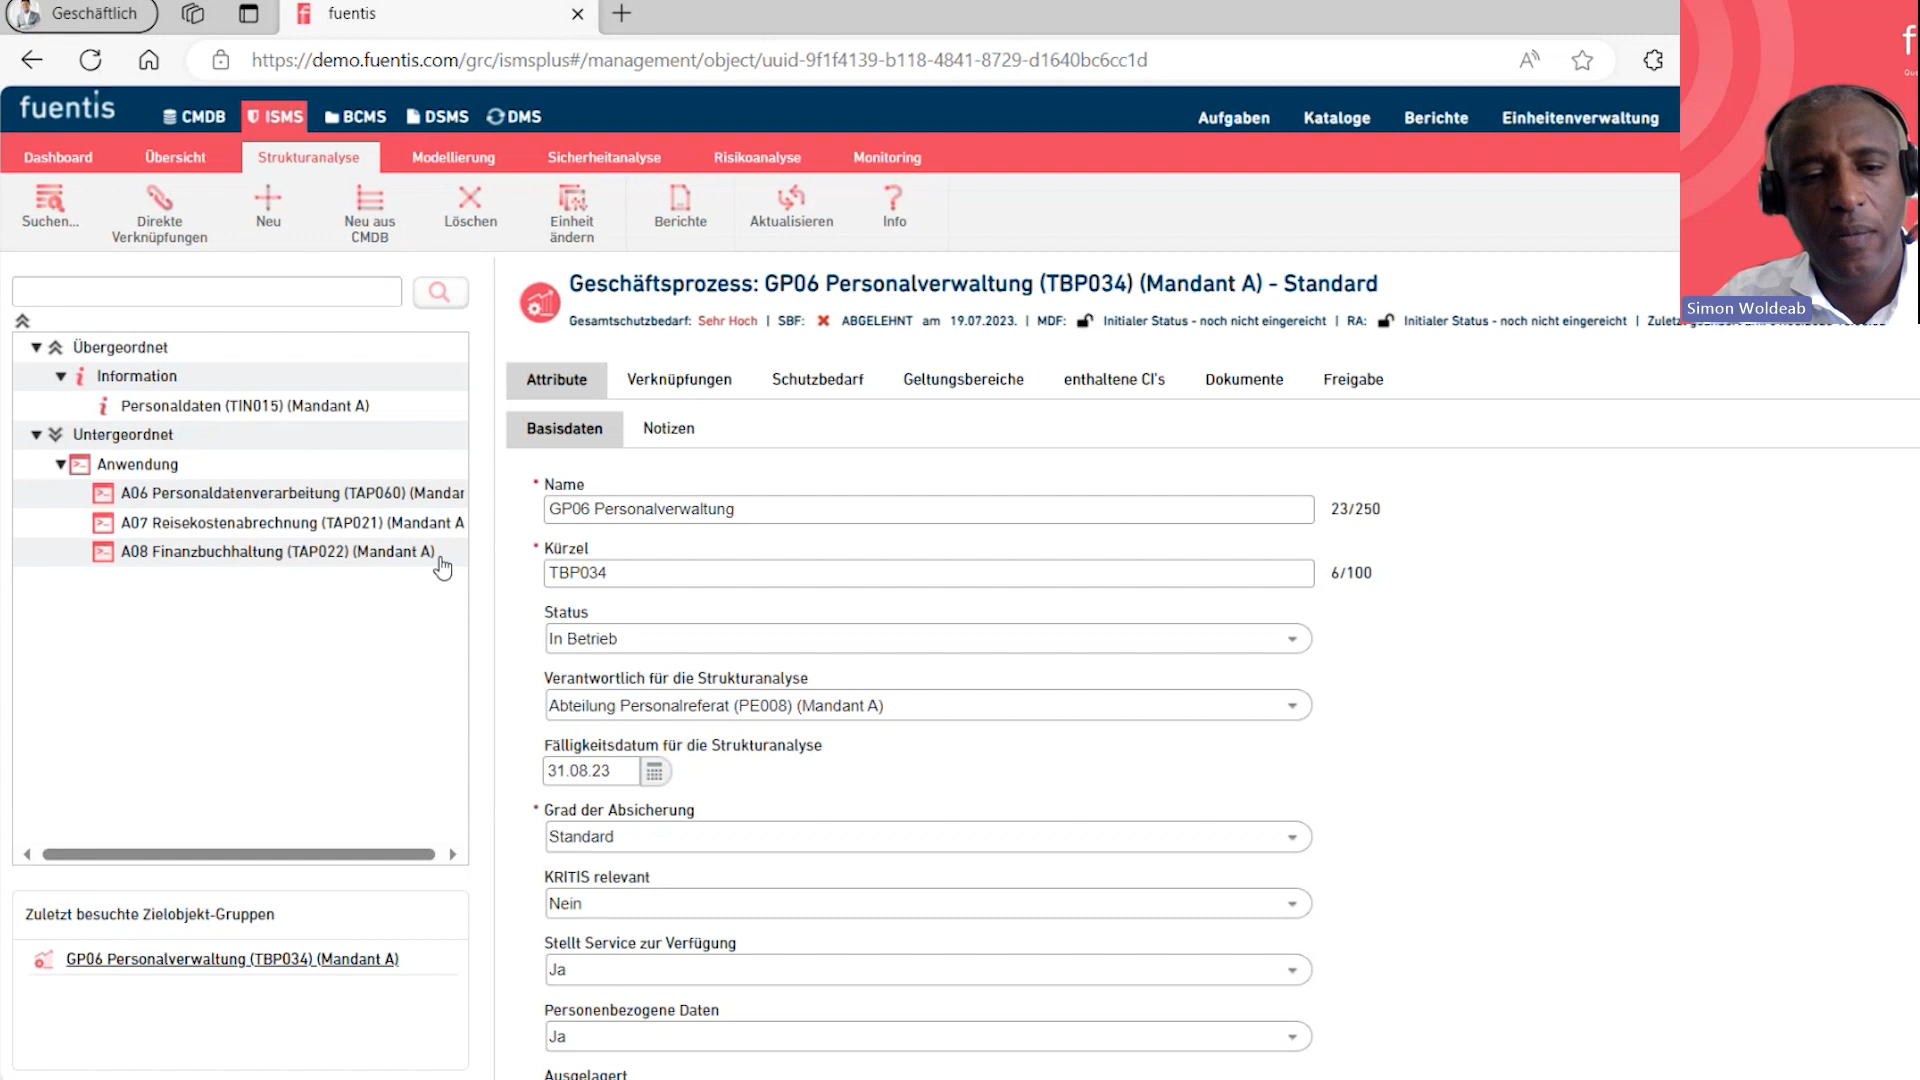 Geschäftlich
fuentis
https://demo.fuentis.com/grc/ismsplus#/management/object/uuid-9f1f4139-b118-4841-8729-d1640bc6cc1d
fuentis
CMDB ISMS BCMS DSMS DMS
Aufgaben Kataloge Berichte Einheitenverwaltung
Dashboard Übersicht Strukturanalyse Modellierung Sicherheitanalyse Risikoanalyse Monitoring
Suchen... Direkte Verknüpfungen Neu Neu aus CMDB Löschen Einheit ändern Berichte Aktualisieren Info
Simon Woldeab
Übergeordnet
Information
Personaldaten (TIN015) (Mandant A)
Untergeordnet
Anwendung
A06 Personaldatenverarbeitung (TAP060) (Mandar
A07 Reisekostenabrechnung (TAP021) (Mandant A
A08 Finanzbuchhaltung (TAP022) (Mandant A)
Zuletzt besuchte Zielobjekt-Gruppen
GP06 Personalverwaltung (TBP034) (Mandant A)
Geschäftsprozess: GP06 Personalverwaltung (TBP034) (Mandant A) - Standard
Gesamtschutzbedarf: Sehr Hoch | SBF: ABGELEHNT am 19.07.2023. | MDF: Initialer Status - noch nicht eingereicht | RA: Initialer Status - noch nicht eingereicht |
Attribute Verknüpfungen Schutzbedarf Geltungsbereiche enthaltene CI's Dokumente Freigabe
Basisdaten Notizen
* Name
GP06 Personalverwaltung 23/250
* Kürzel
TBP034 6/100
Status
In Betrieb
Verantwortlich für die Strukturanalyse
Abteilung Personalreferat (PE008) (Mandant A)
Fälligkeitsdatum für die Strukturanalyse
31.08.23
* Grad der Absicherung
Standard
KRITIS relevant
Nein
Stellt Service zur Verfügung
Ja
Personenbezogene Daten
Ja
Ausgelagert